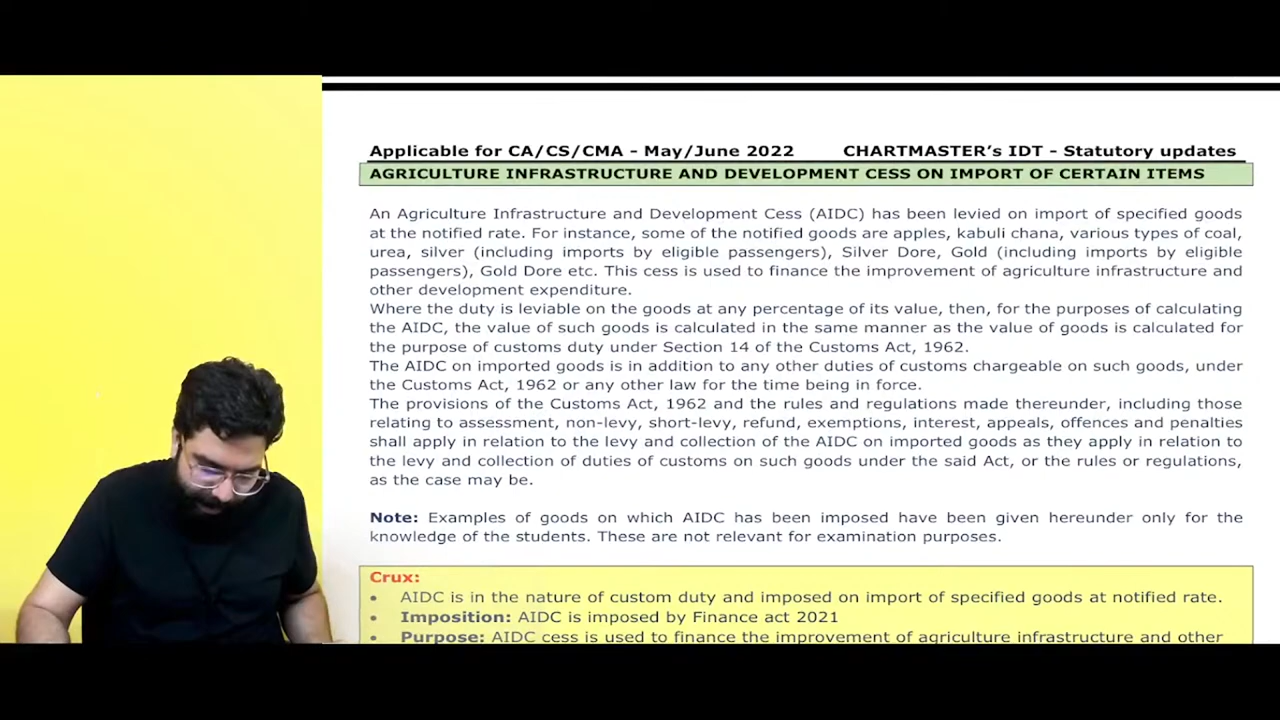 Applicable for CA/CS/CMA - May/June 2022 CHARTMASTER's IDT - Statutory updates
AGRICULTURE INFRASTRUCTURE AND DEVELOPMENT CESS ON IMPORT OF CERTAIN ITEMS
An Agriculture Infrastructure and Development Cess (AIDC) has been levied on import of specified goods
at the notified rate. For instance, some of the notified goods are apples, kabuli chana, various types of coal,
urea, silver (including imports by eligible passengers), Silver Dore, Gold (including imports by eligible
passengers), Gold Dore etc. This cess is used to finance the improvement of agriculture infrastructure and
other development expenditure.
Where the duty is leviable on the goods at any percentage of its value, then, for the purposes of calculating
the AIDC, the value of such goods is calculated in the same manner as the value of goods is calculated for
the purpose of customs duty under Section 14 of the Customs Act, 1962.
The AIDC on imported goods is in addition to any other duties of customs chargeable on such goods, under
the Customs Act, 1962 or any other law for the time being in force.
The provisions of the Customs Act, 1962 and the rules and regulations made thereunder, including those
relating to assessment, non-levy, short-levy, refund, exemptions, interest, appeals, offences and penalties
shall apply in relation to the levy and collection of the AIDC on imported goods as they apply in relation to
the levy and collection of duties of customs on such goods under the said Act, or the rules or regulations,
as the case may be.
Note: Examples of goods on which AIDC has been imposed have been given hereunder only for the
knowledge of the students. These are not relevant for examination purposes.
Crux:
• AIDC is in the nature of custom duty and imposed on import of specified goods at notified rate.
• Imposition: AIDC is imposed by Finance act 2021
• Purpose: AIDC cess is used to finance the improvement of agriculture infrastructure and other